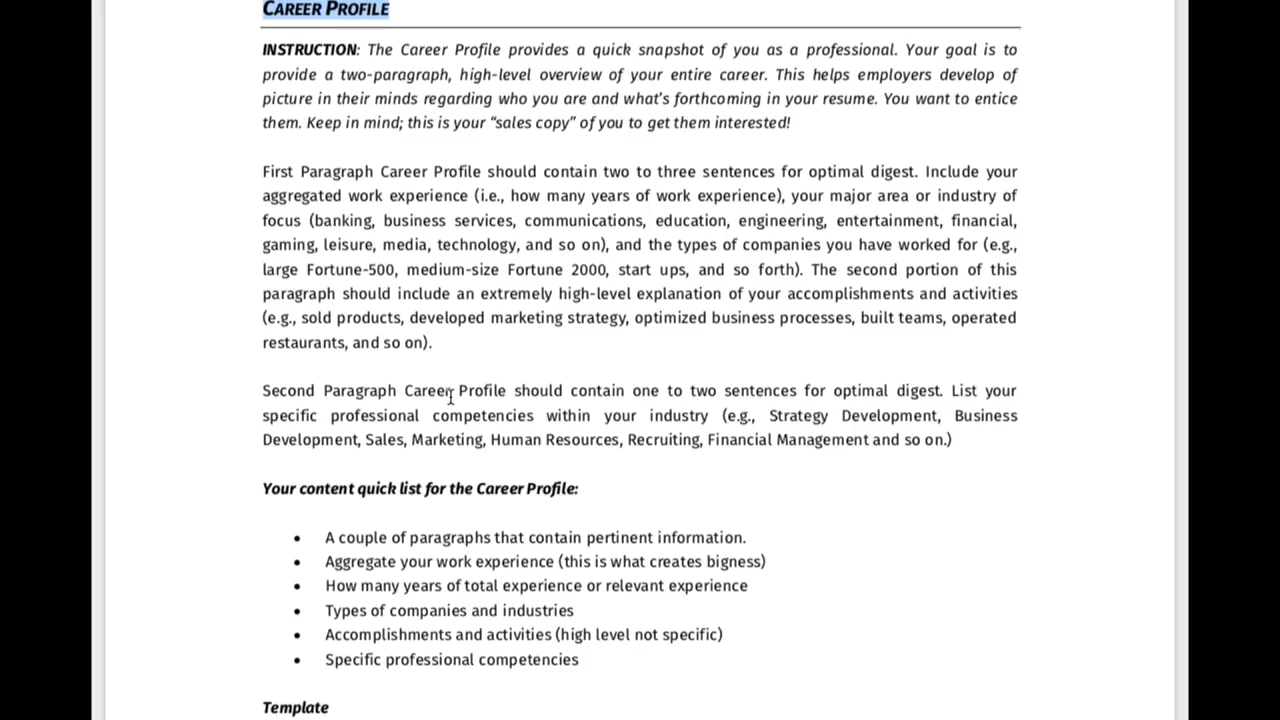 CAREER PROFILE
INSTRUCTION: The Career Profile provides a quick snapshot of you as a professional. Your goal is to
provide a two-paragraph, high-level overview of your entire career. This helps employers develop of
picture in their minds regarding who you are and what's forthcoming in your resume. You want to entice
them. Keep in mind; this is your “sales copy” of you to get them interested!
First Paragraph Career Profile should contain two to three sentences for optimal digest. Include your
aggregated work experience (i.e., how many years of work experience), your major area or industry of
focus (banking, business services, communications, education, engineering, entertainment, financial,
gaming, leisure, media, technology, and so on), and the types of companies you have worked for (e.g.,
large Fortune-500, medium-size Fortune 2000, start ups, and so forth). The second portion of this
paragraph should include an extremely high-level explanation of your accomplishments and activities
(e.g., sold products, developed marketing strategy, optimized business processes, built teams, operated
restaurants, and so on).
Second Paragraph Career Profile should contain one to two sentences for optimal digest. List your
specific professional competencies within your industry (e.g., Strategy Development, Business
Development, Sales, Marketing, Human Resources, Recruiting, Financial Management and so on.)
Your content quick list for the Career Profile:
• A couple of paragraphs that contain pertinent information.
• Aggregate your work experience (this is what creates bigness)
• How many years of total experience or relevant experience
• Types of companies and industries
• Accomplishments and activities (high level not specific)
• Specific professional competencies
Template